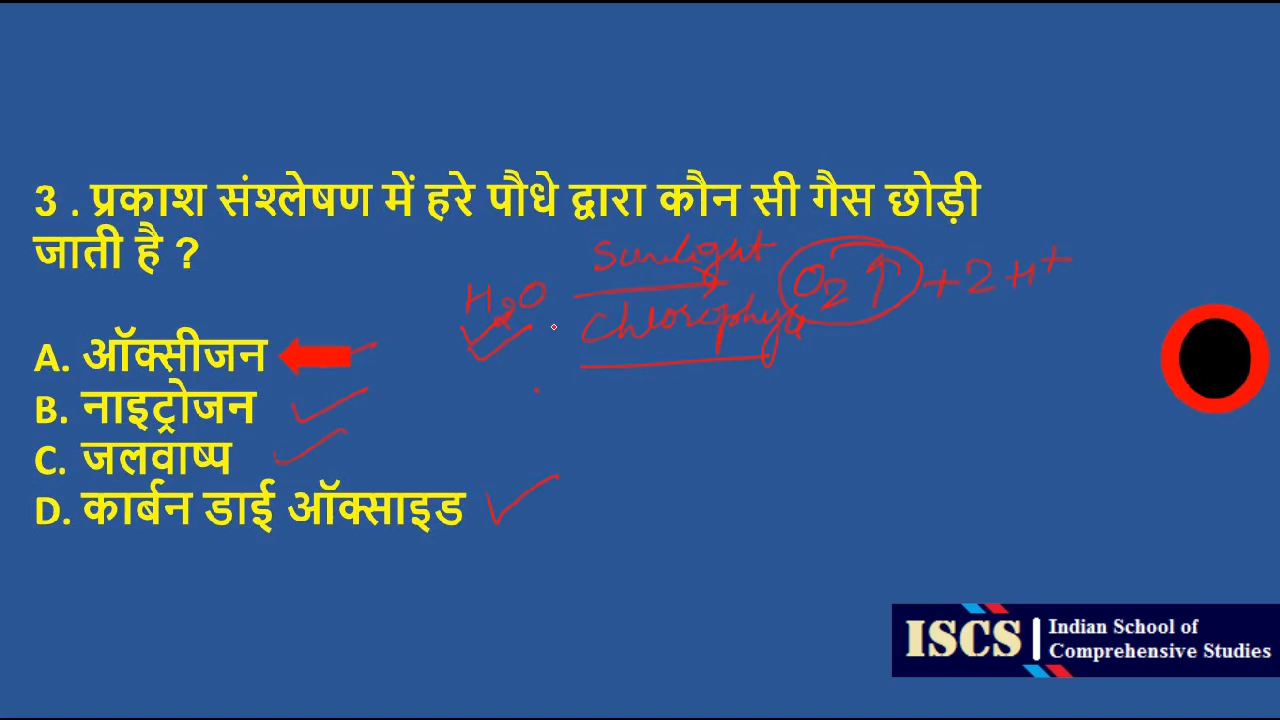 3 . प्रकाश संश्लेषण में हरे पौधे द्वारा कौन सी गैस छोड़ी
जाती है ?
Sunlight
H2O
O2 ↑ + 2H+
Chlorophyll
A. ऑक्सीजन
B. नाइट्रोजन
C. जलवाष्प
D. कार्बन डाई ऑक्साइड
ISCS
Indian School of
Comprehensive Studies